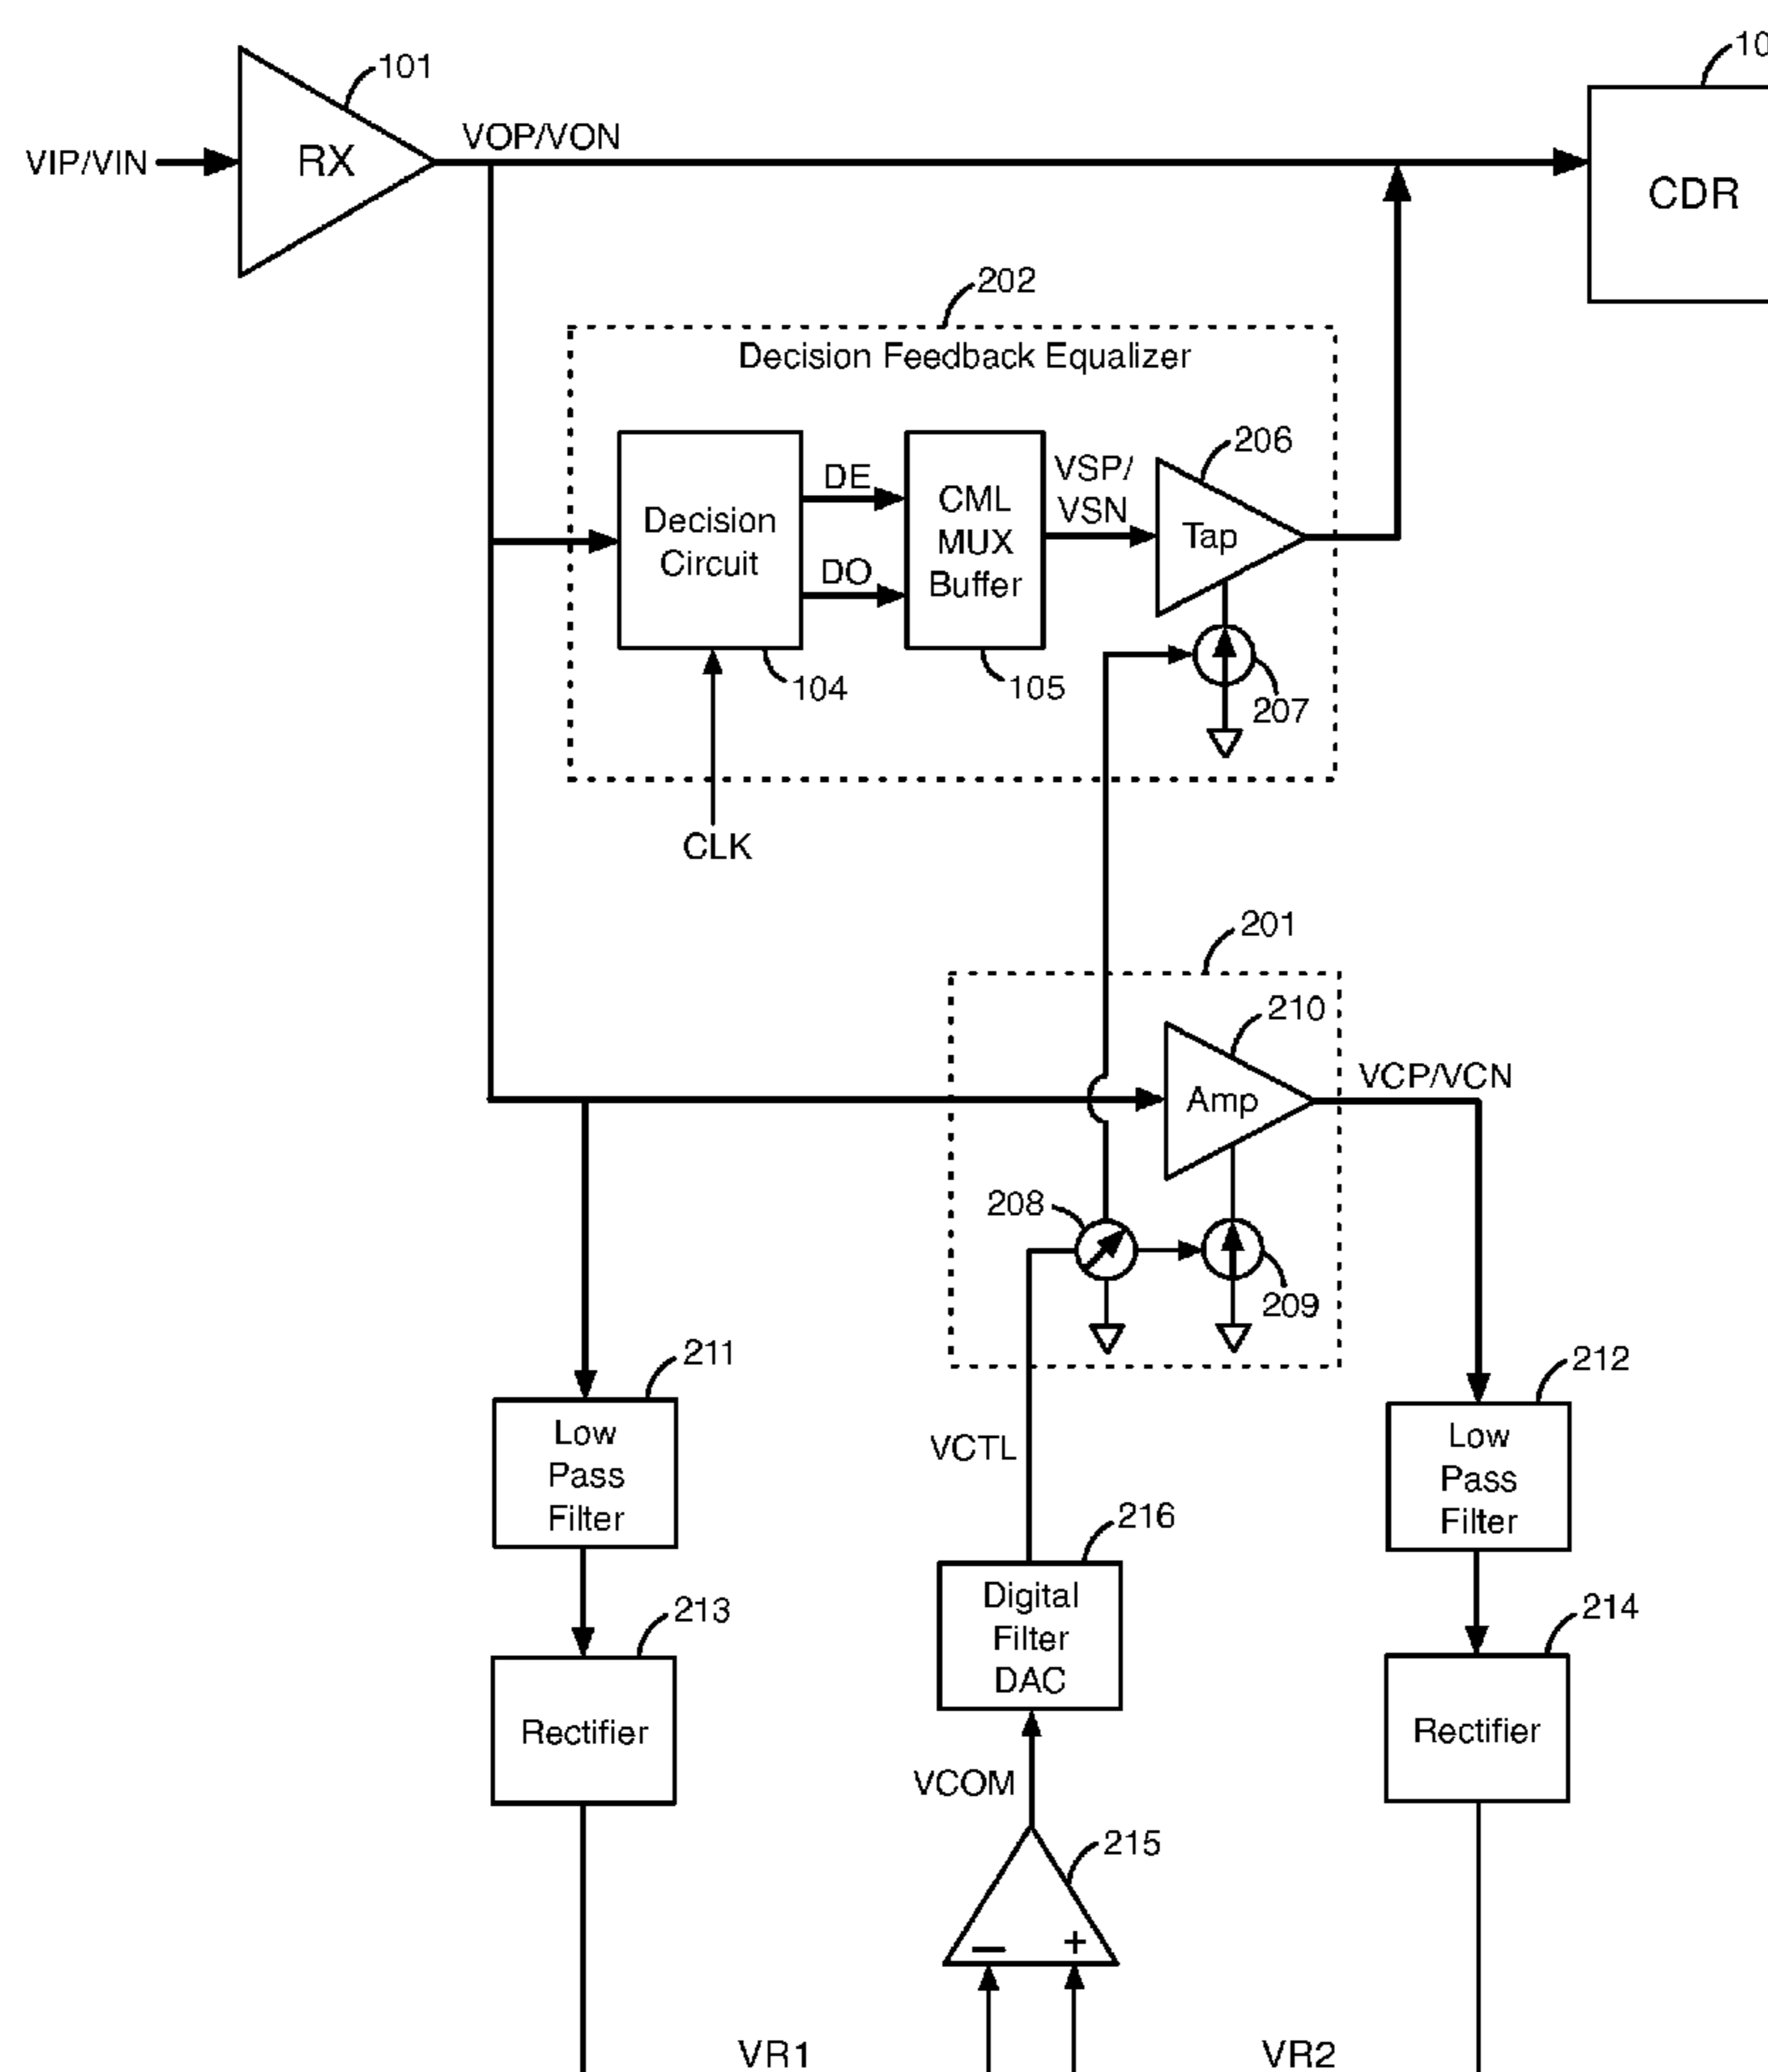 101
10
VIP/VIN
RX
VOP/VON
CDR
202
Decision Feedback Equalizer
206
Decision
Circuit
DE
DO
CML
MUX
Buffer
VSP/
VSN
Tap
104
105
207
CLK
201
210
Amp
VCP/VCN
208
209
211
212
Low
Pass
Filter
VCTL
Low
Pass
Filter
216
213
Digital
Filter
DAC
214
Rectifier
Rectifier
VCOM
215
— +
VR1
VR2